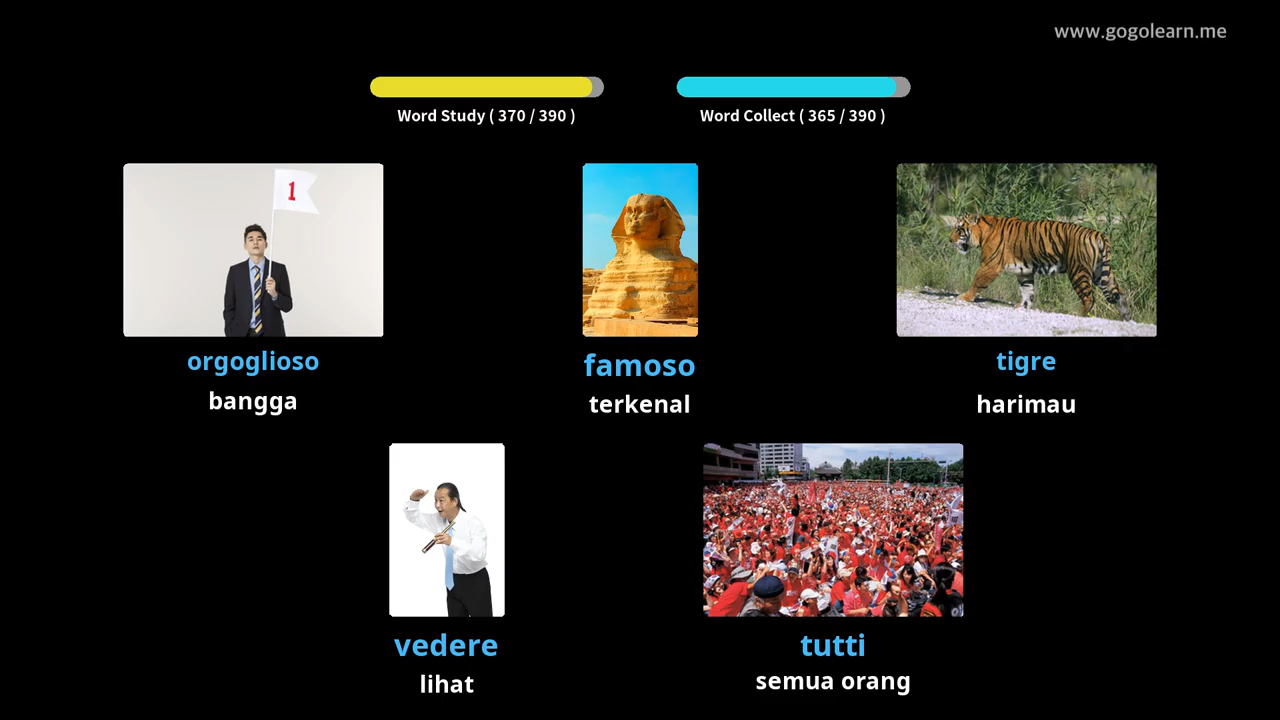 www.gogolearn.me
Word Study ( 370 / 390 )
Word Collect ( 365 / 390 )
1
orgoglioso
bangga
famoso
terkenal
tigre
harimau
vedere
lihat
tutti
semua orang